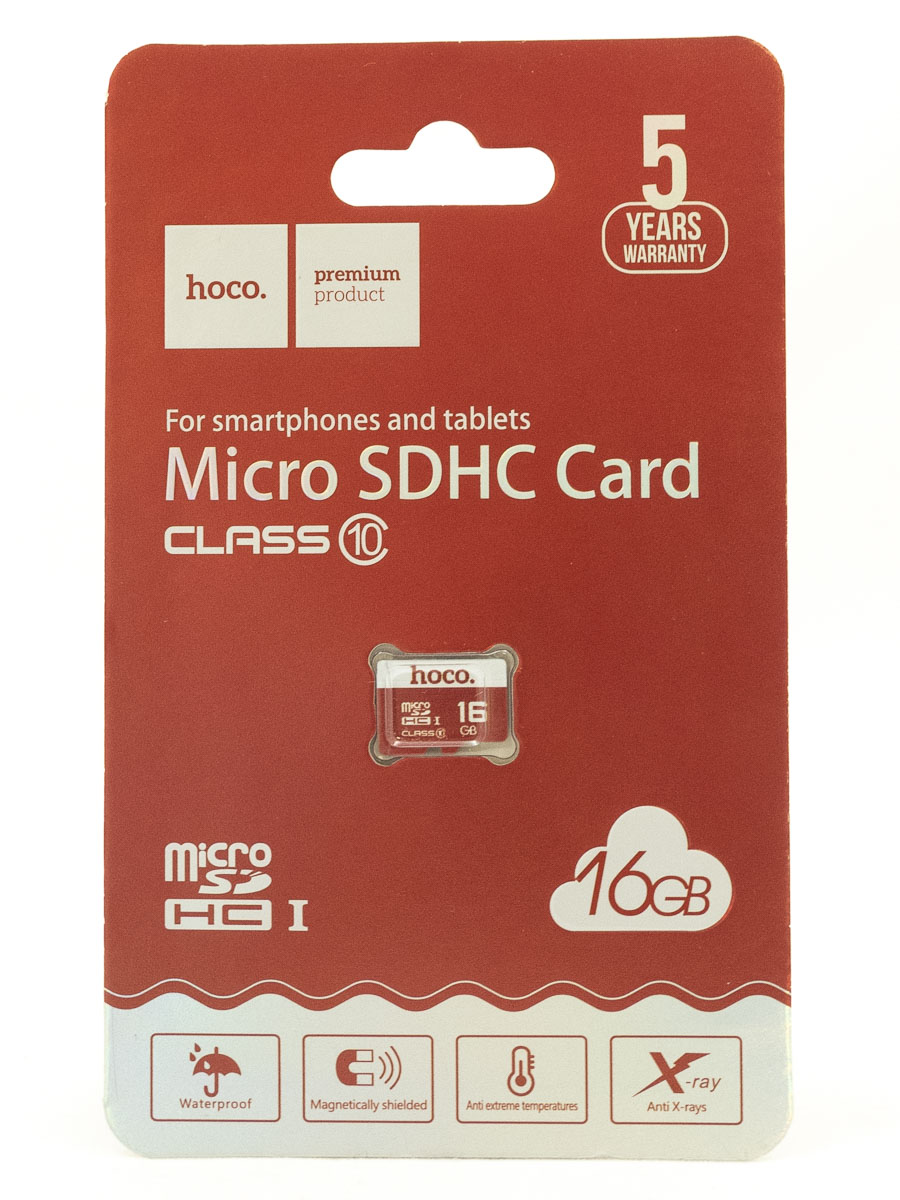 5
YEARS
WARRANTY
hoco.
premium
product
For smartphones and tablets
Micro SDHC Card
CLASS 10
hoco.
micro
SD
HC I
16
GB
CLASS 10
micro
SD
HC I
16GB
Waterproof
Magnetically shielded
Anti extreme temperatures
X-ray
Anti X-rays